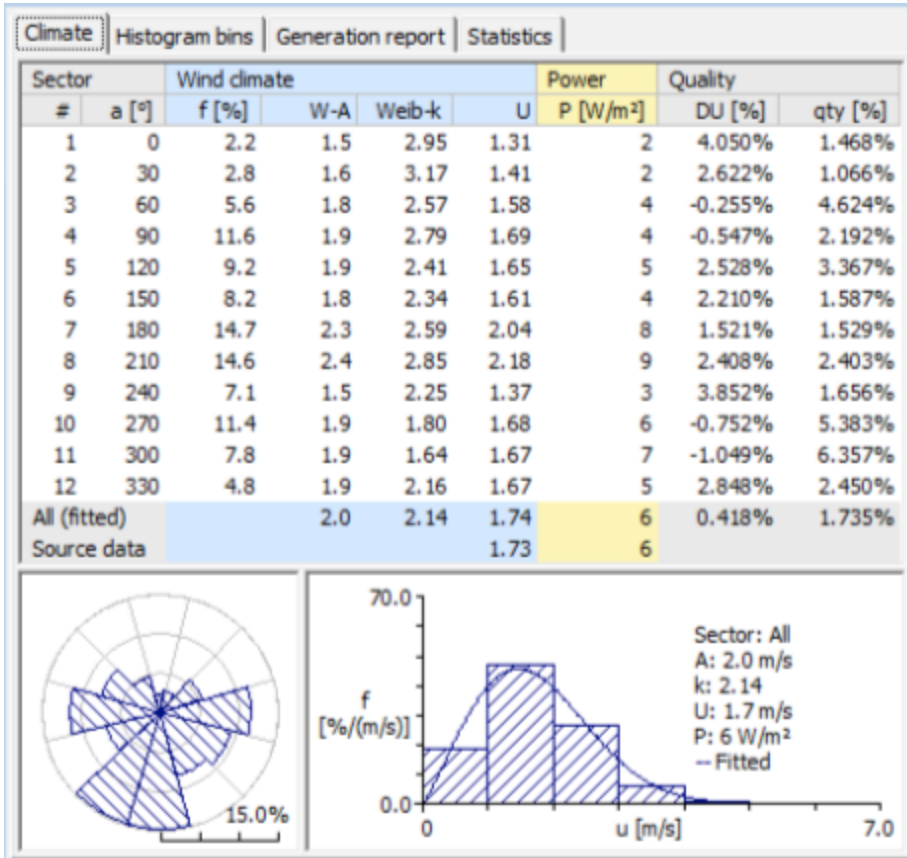 Climate Histogram bins Generation report Statistics
Sector Wind climate Power Quality
# a [°] f [%] W-A Weib-k U P [W/m²] DU [%] qty [%]
1 0 2.2 1.5 2.95 1.31 2 4.050% 1.468%
2 30 2.8 1.6 3.17 1.41 2 2.622% 1.066%
3 60 5.6 1.8 2.57 1.58 4 -0.255% 4.624%
4 90 11.6 1.9 2.79 1.69 4 -0.547% 2.192%
5 120 9.2 1.9 2.41 1.65 5 2.528% 3.367%
6 150 8.2 1.8 2.34 1.61 4 2.210% 1.587%
7 180 14.7 2.3 2.59 2.04 8 1.521% 1.529%
8 210 14.6 2.4 2.85 2.18 9 2.408% 2.403%
9 240 7.1 1.5 2.25 1.37 3 3.852% 1.656%
10 270 11.4 1.9 1.80 1.68 6 -0.752% 5.383%
11 300 7.8 1.9 1.64 1.67 7 -1.049% 6.357%
12 330 4.8 1.9 2.16 1.67 5 2.848% 2.450%
All (fitted) 2.0 2.14 1.74 6 0.418% 1.735%
Source data 1.73 6
15.0%
70.0
f
[%/(m/s)]
0.0
0 u [m/s] 7.0
Sector: All
A: 2.0 m/s
k: 2.14
U: 1.7 m/s
P: 6 W/m²
-- Fitted